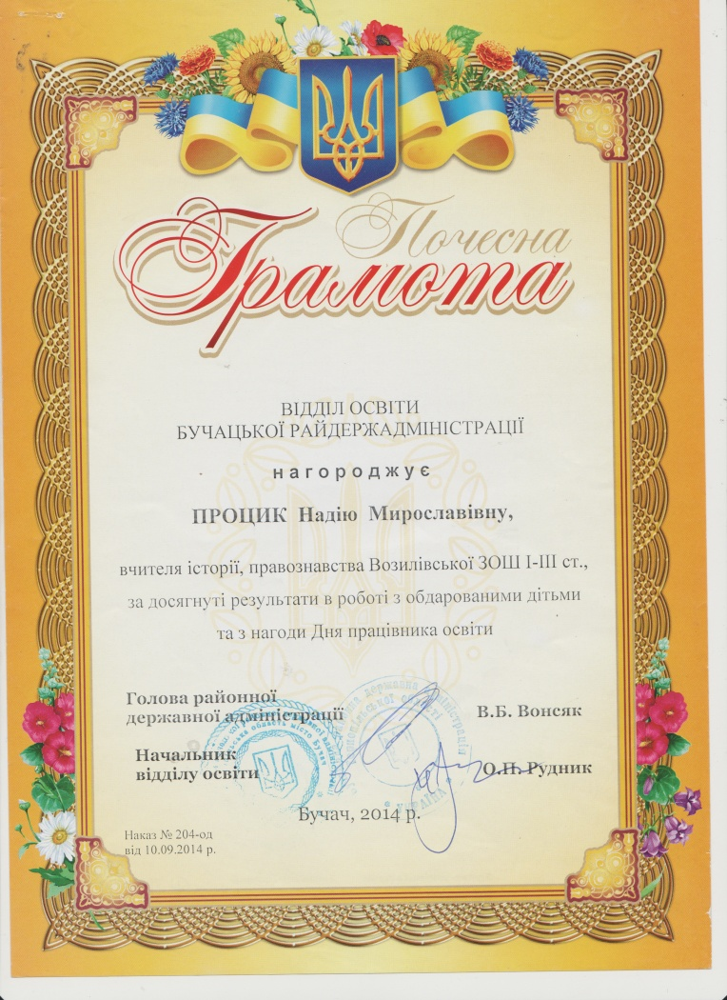 Почесна
Грамота
ВІДДІЛ ОСВІТИ
БУЧАЦЬКОЇ РАЙДЕРЖАДМІНІСТРАЦІЇ
нагороджує
ПРОЦИК Надію Мирославівну,
вчителя історії, правознавства Возилівської ЗОШ І-ІІІ ст.,
за досягнуті результати в роботі з обдарованими дітьми
та з нагоди Дня працівника освіти
Голова районної
державної адміністрації
В.Б. Вонсяк
Начальник
відділу освіти
О.П. Рудник
Бучач, 2014 р.
Наказ № 204-од
від 10.09.2014 р.